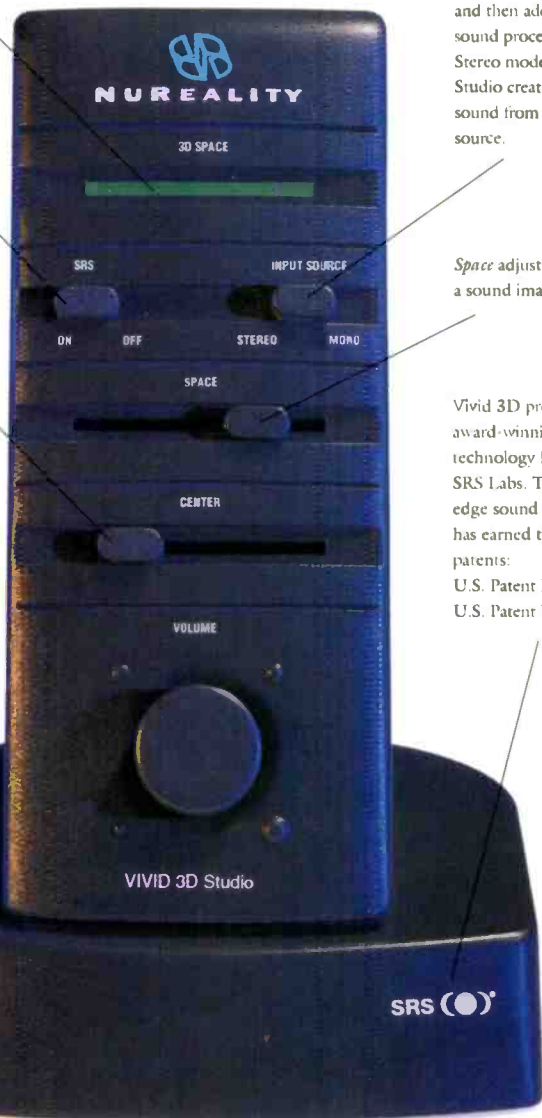 and then add
sound proce
Stereo mode
Studio creat
sound from
source.
NUREALITY
3D SPACE
SRS
INPUT SOURCE
ON OFF STEREO MONO
Space adjust
a sound ima
SPACE
CENTER
Vivid 3D pr
award-winni
technology
SRS Labs. T
edge sound
has earned t
patents:
U.S. Patent
U.S. Patent
VOLUME
VIVID 3D Studio
SRS